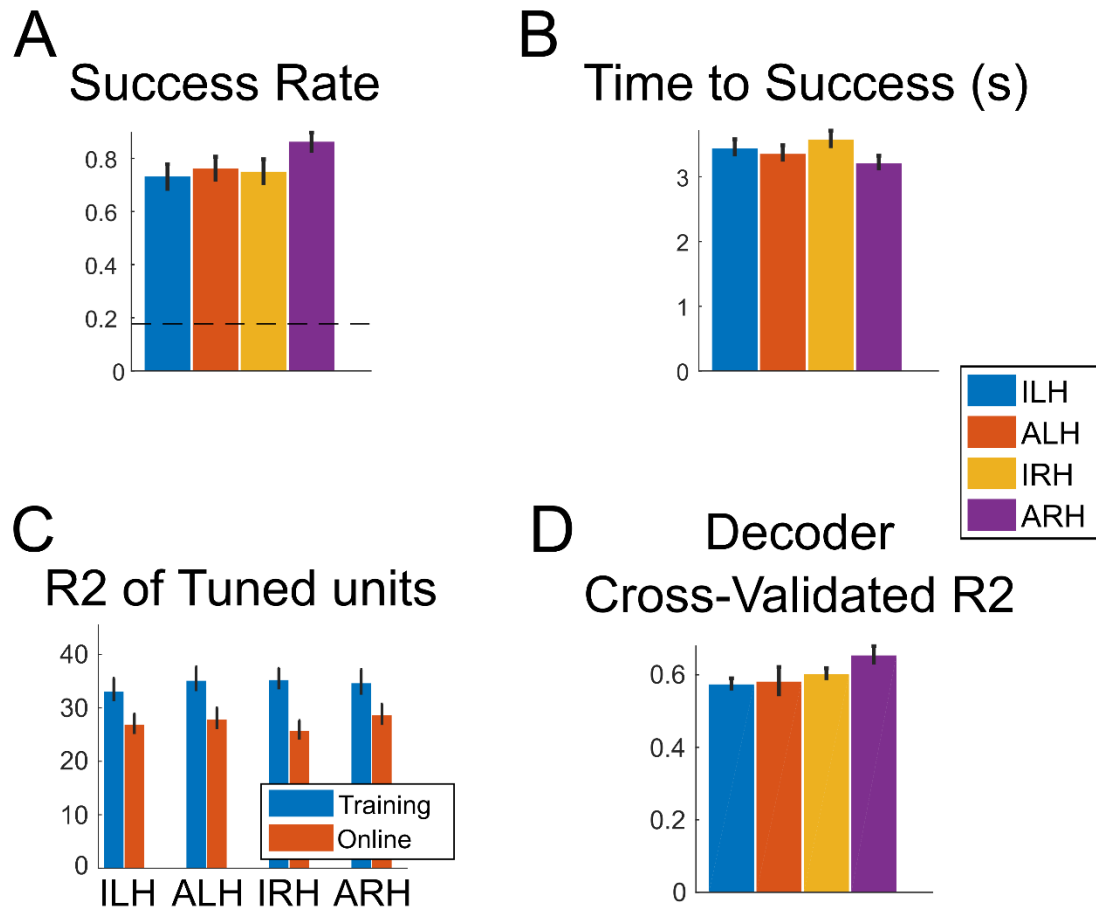 A
Success Rate
0.8
0.6
0.4
0.2
0
B
Time to Success (s)
3
2
1
0
ILH
ALH
IRH
ARH
C
R2 of Tuned units
40
30
20
10
0
Training
Online
ILH ALH IRH ARH
D
Decoder
Cross-Validated R2
0.6
0.4
0.2
0